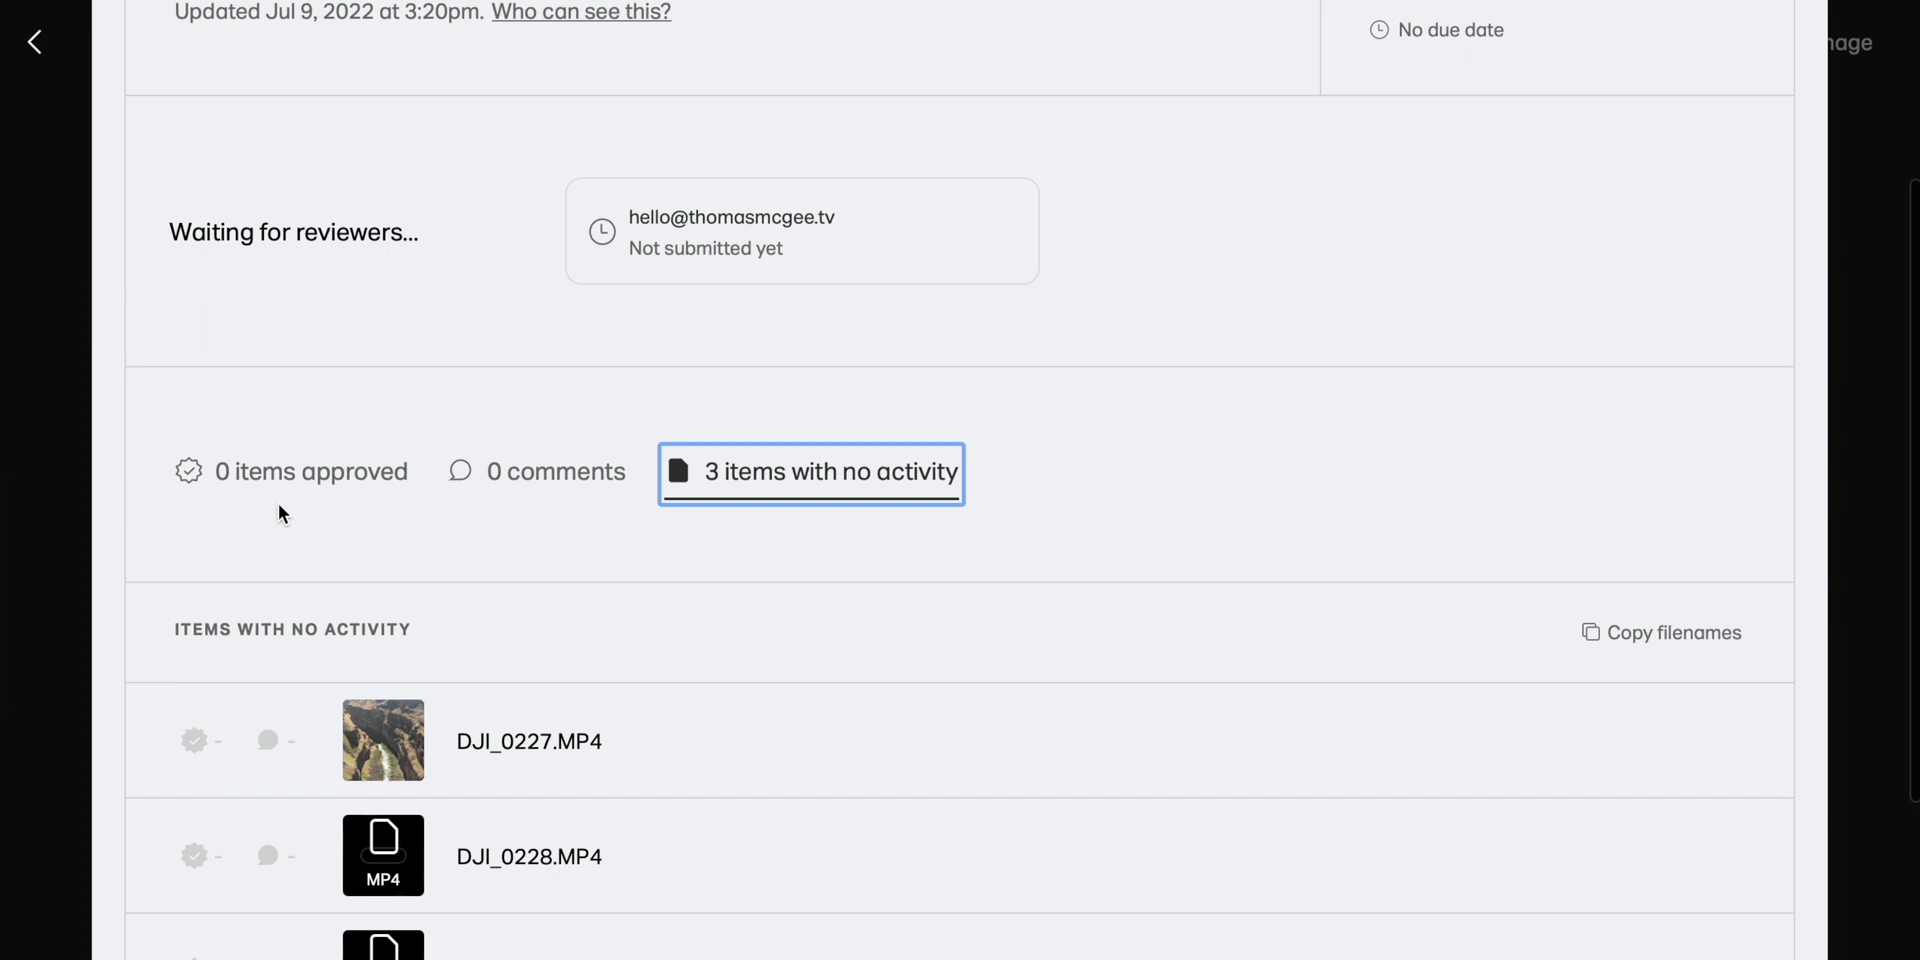 Updated Jul 9, 2022 at 3:20pm. Who can see this?
No due date
Waiting for reviewers...
hello@thomasmcgee.tv
Not submitted yet
0 items approved
0 comments
3 items with no activity
ITEMS WITH NO ACTIVITY
Copy filenames
DJI_0227.MP4
MP4
DJI_0228.MP4